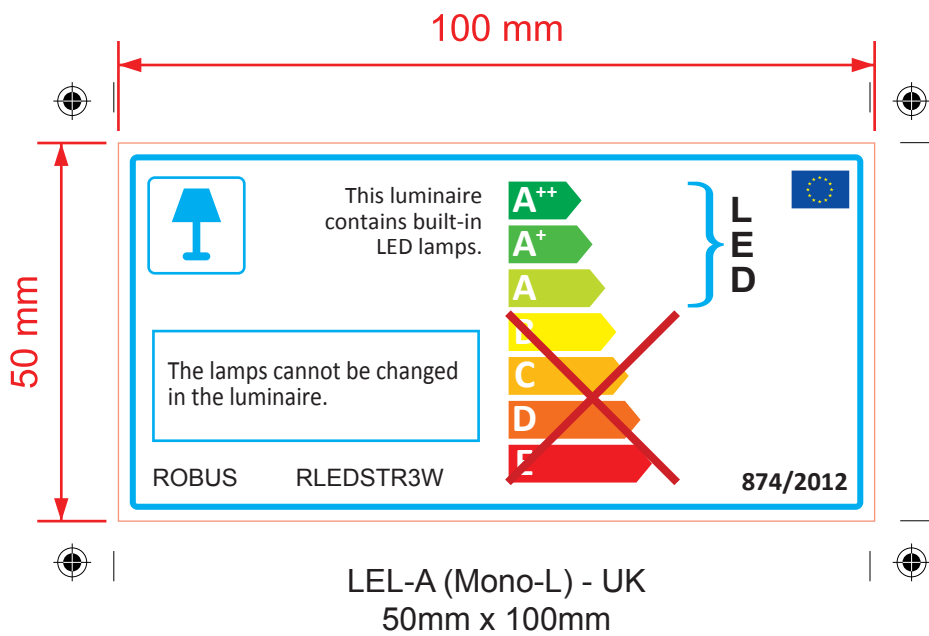 100 mm
50 mm
This luminaire
contains built-in
LED lamps.
A++
A+
A
B
C
D
E
L
E
D
The lamps cannot be changed
in the luminaire.
ROBUS RLEDSTR3W
874/2012
LEL-A (Mono-L) - UK
50mm x 100mm